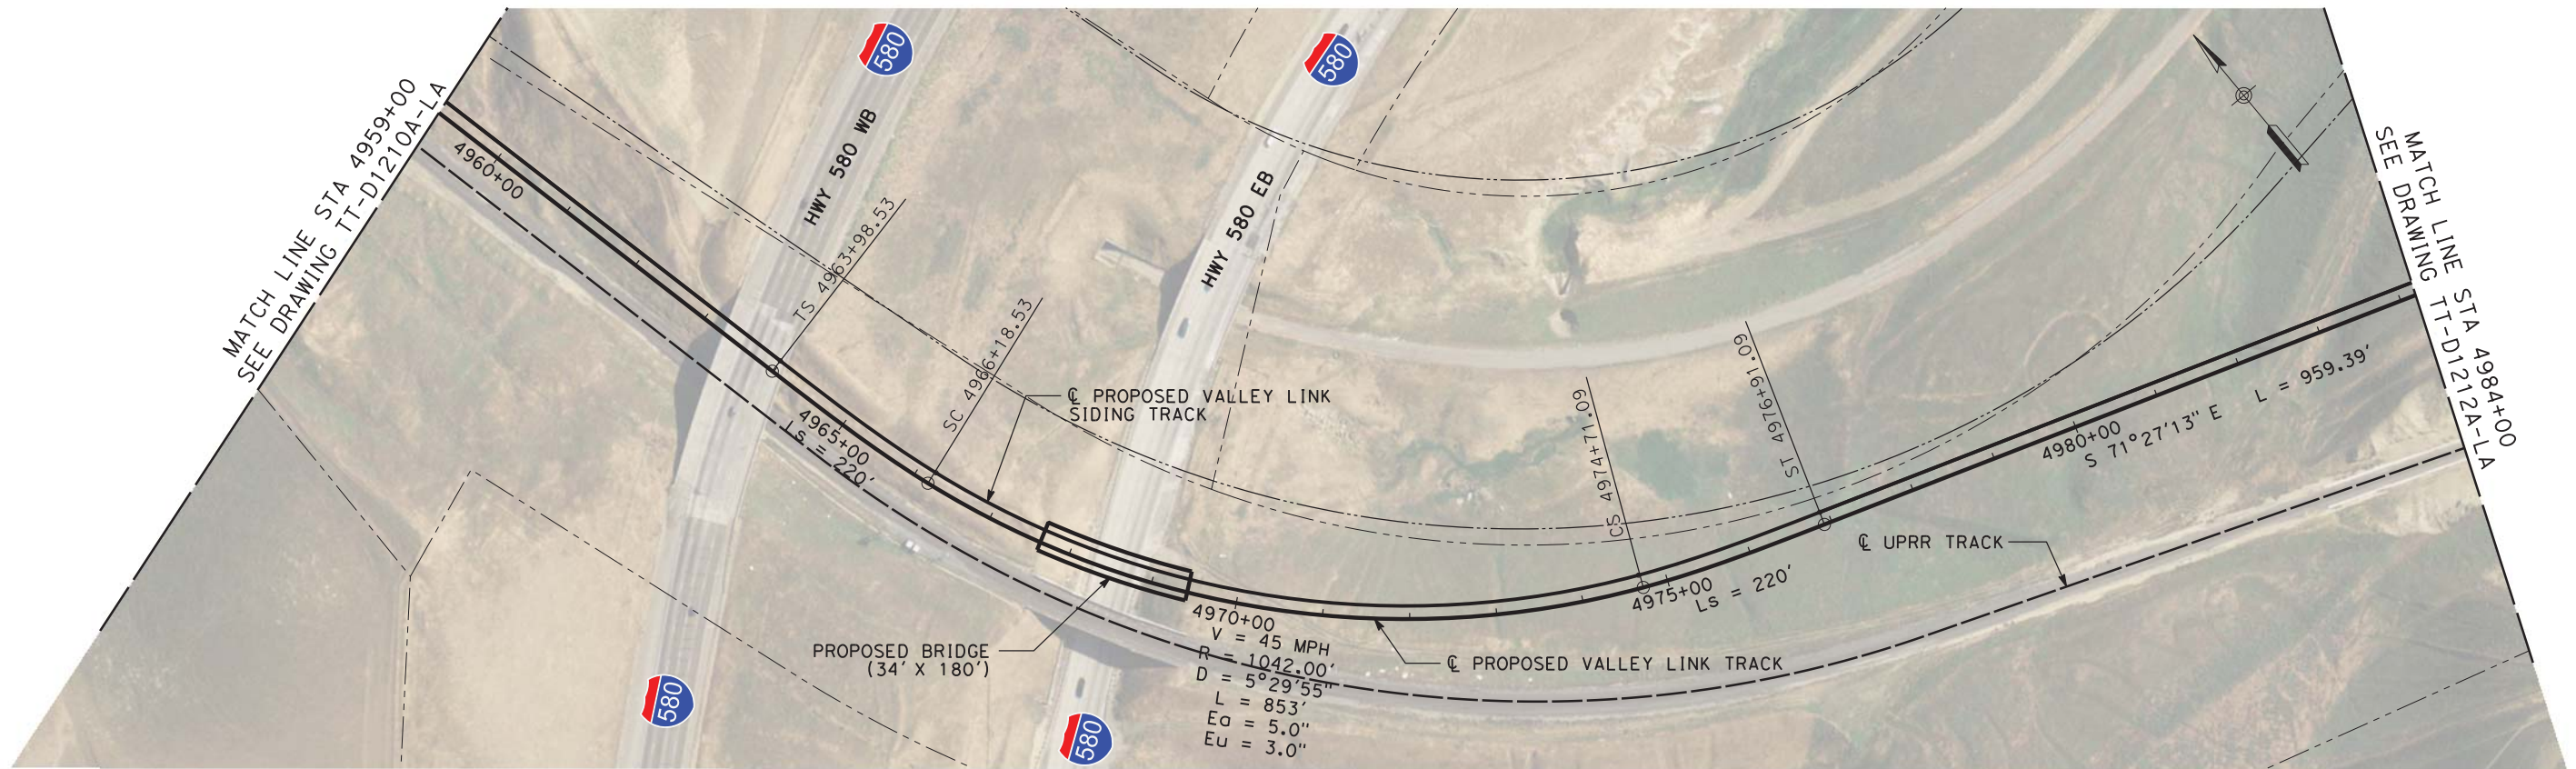 MATCH LINE STA 4959+00
SEE DRAWING TT-D1210A-LA
4960+00
580
HWY 580 WB
TS 4963+98.53
4965+00
Ls = 220'
SC 4966+18.53
580
HWY 580 EB
℄ PROPOSED VALLEY LINK
SIDING TRACK
PROPOSED BRIDGE
(34' X 180')
580
580
4970+00
V = 45 MPH
R = 1042.00'
D = 5°29'55"
L = 853'
Ea = 5.0"
Eu = 3.0"
℄ PROPOSED VALLEY LINK TRACK
CS 4974+71.09
4975+00
Ls = 220'
ST 4976+91.09
℄ UPRR TRACK
4980+00
S 71°27'13" E L = 959.39'
MATCH LINE STA 4984+00
SEE DRAWING TT-D1212A-LA